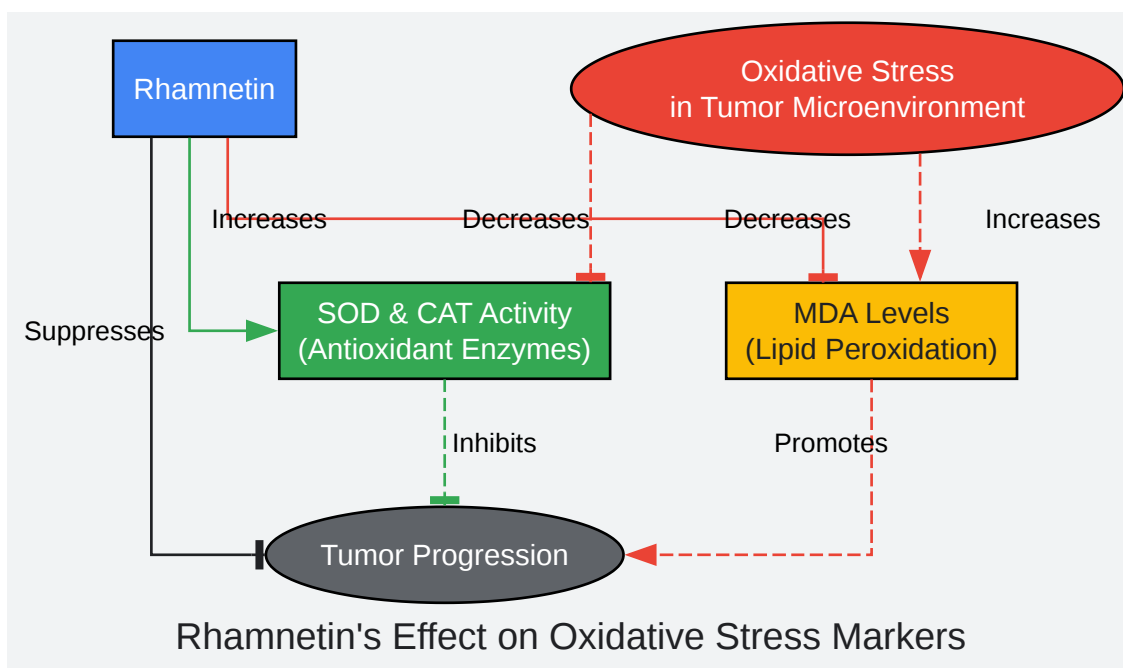 Rhamnetin
Oxidative Stress
in Tumor Microenvironment
Increases
Decreases
Decreases
Increases
SOD & CAT Activity
(Antioxidant Enzymes)
MDA Levels
(Lipid Peroxidation)
Suppresses
Inhibits
Promotes
Tumor Progression
Rhamnetin's Effect on Oxidative Stress Markers